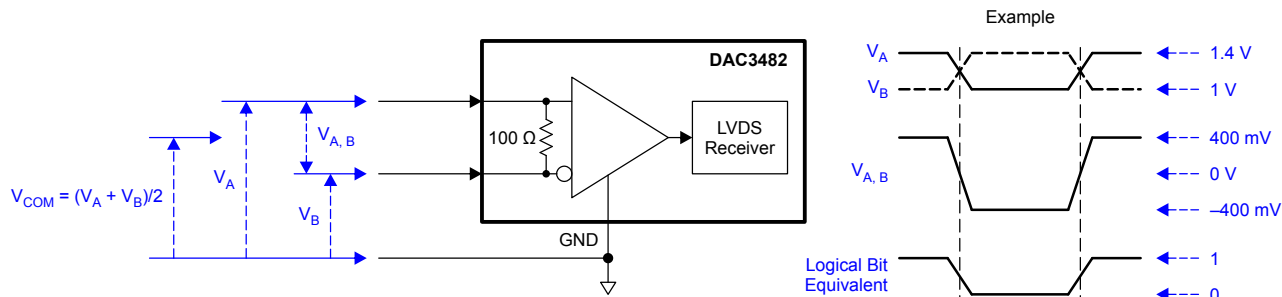 Example
DAC3482
V_A
V_B
1.4 V
1 V
100 Ω
LVDS
Receiver
V_A, B
V_COM = (V_A + V_B)/2
V_A
V_B
GND
V_A, B
400 mV
0 V
–400 mV
Logical Bit
Equivalent
1
0